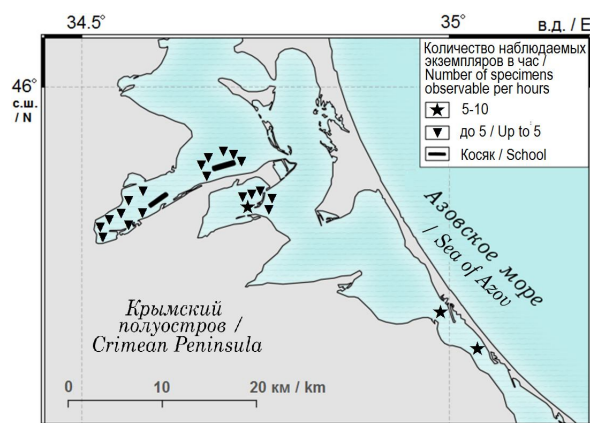 34.5° 35° в.д. / E
46°
с.ш.
/ N
Количество наблюдаемых
экземпляров в час /
Number of specimens
observable per hours
5-10
до 5 / Up to 5
Косяк / School
Азовское море
/ Sea of Azov
Крымский
полуостров /
Crimean Peninsula
0 10 20 км / km